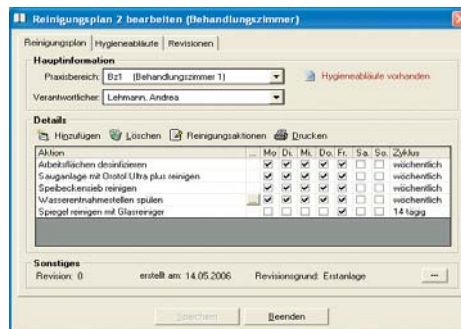 Reinigungsplan 2 bearbeiten (Behandlungszimmer)
Reinigungsplan Hygieneabläufe Revisionen
Hauptinformation
Praxisbereich: Bz1 (Behandlungszimmer 1) Hygieneabläufe vorhanden
Verantwortlicher: Lehmann, Andrea
Details
Hinzufügen Löschen Reinigungsaktionen Drucken
Aktion ... Mo Di. Mi. Do. Fr. Sa. So. Zyklus
Arbeitsflächen desinfizieren wöchentlich
Sauganlage mit Orotol Ultra plus reinigen wöchentlich
Speibeckensieb reinigen wöchentlich
Wasserentnahmestellen spülen ... wöchentlich
Spiegel reinigen mit Glasreiniger 14 tägg
Sonstiges
Revision: 0 erstellt am: 14.05.2006 Revisionsgrund: Erstanlage ...
Speichern Beenden